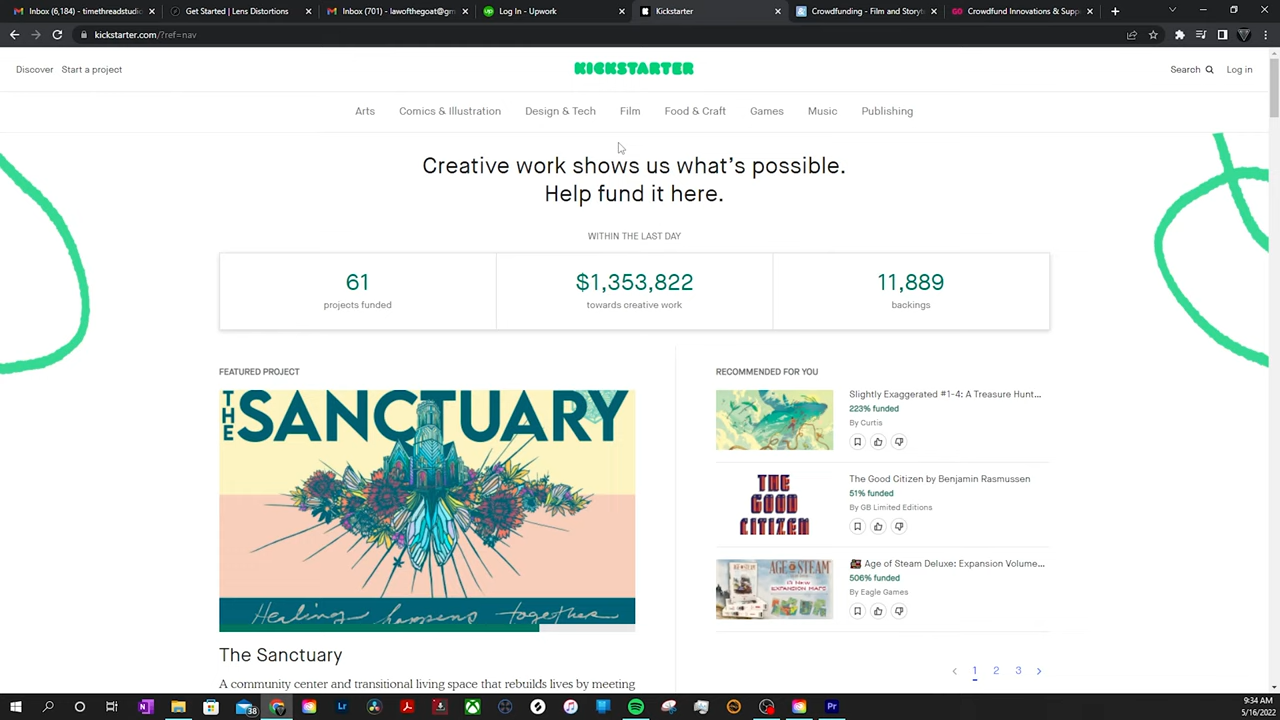 Inbox (6,184) - timethreadstudios
Get Started | Lens Distortions
Inbox (701) - lawofthegoat@gm
Log In - Upwork
Kickstarter
Crowdfunding - Film and Storyte
Crowdfund Innovations & Supp
kickstarter.com/?ref=nav
Discover Start a project
KICKSTARTER
Search Log in
Arts Comics & Illustration Design & Tech Film Food & Craft Games Music Publishing
Creative work shows us what's possible.
Help fund it here.
WITHIN THE LAST DAY
61
projects funded
$1,353,822
towards creative work
11,889
backings
FEATURED PROJECT
THE SANCTUARY
Healing happens together
The Sanctuary
A community center and transitional living space that rebuilds lives by meeting
RECOMMENDED FOR YOU
Slightly Exaggerated #1-4: A Treasure Hunt...
223% funded
By Curtis
THE
GOOD
CITIZEN
The Good Citizen by Benjamin Rasmussen
51% funded
By GB Limited Editions
AGE OF STEAM
EXPANSION MAPS
Age of Steam Deluxe: Expansion Volume...
506% funded
By Eagle Games
1 2 3
38
9:34 AM
5/16/2022